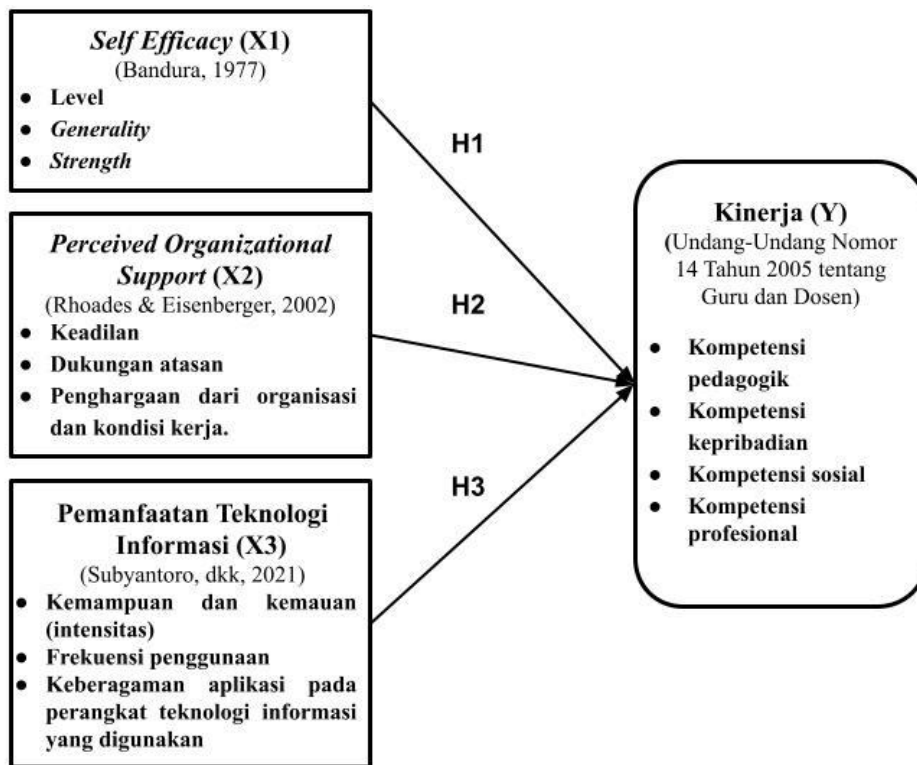 Self Efficacy (X1)
(Bandura, 1977)
● Level
● Generality
● Strength
H1
Perceived Organizational
Support (X2)
(Rhoades & Eisenberger, 2002)
● Keadilan
● Dukungan atasan
● Penghargaan dari organisasi
dan kondisi kerja.
H2
Pemanfaatan Teknologi
Informasi (X3)
(Subyantoro, dkk, 2021)
● Kemampuan dan kemauan
(intensitas)
● Frekuensi penggunaan
● Keberagaman aplikasi pada
perangkat teknologi informasi
yang digunakan
H3
Kinerja (Y)
(Undang-Undang Nomor
14 Tahun 2005 tentang
Guru dan Dosen)
● Kompetensi
pedagogik
● Kompetensi
kepribadian
● Kompetensi sosial
● Kompetensi
profesional